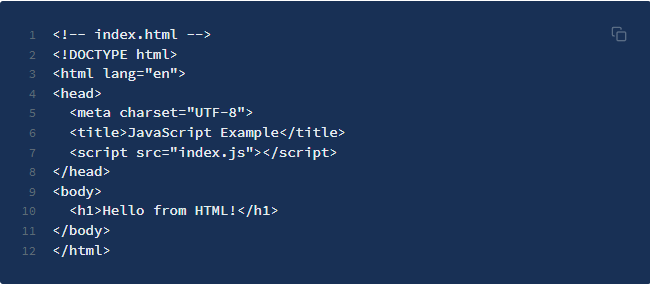 1 <!-- index.html -->
2 <!DOCTYPE html>
3 <html lang="en">
4 <head>
5   <meta charset="UTF-8">
6   <title>JavaScript Example</title>
7   <script src="index.js"></script>
8 </head>
9 <body>
10   <h1>Hello from HTML!</h1>
11 </body>
12 </html>